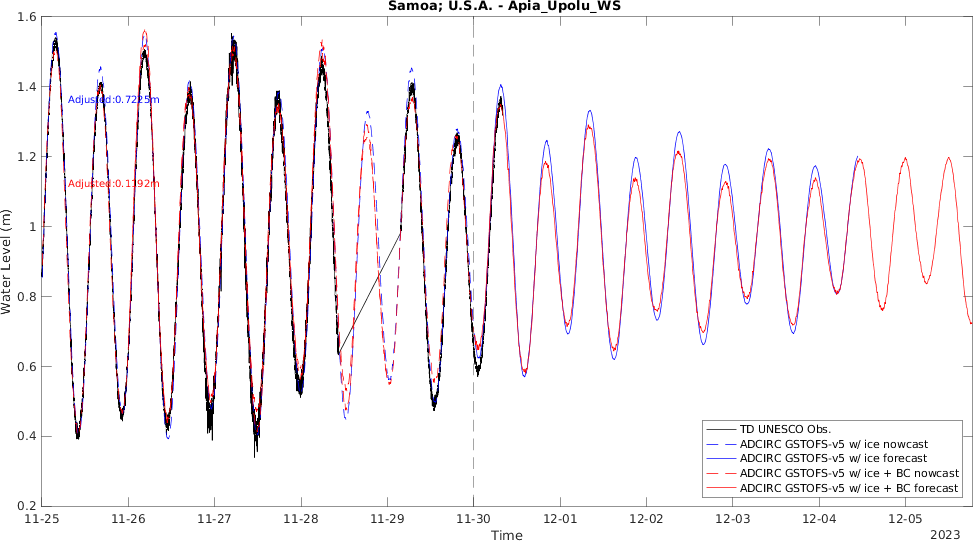 Samoa; U.S.A. - Apia_Upolu_WS
1.6
1.4
1.2
1
0.8
0.6
0.4
0.2
Water Level (m)
Adjusted:0.7225m
Adjusted:0.1192m
TD UNESCO Obs.
ADCIRC GSTOFS-v5 w/ ice nowcast
ADCIRC GSTOFS-v5 w/ ice forecast
ADCIRC GSTOFS-v5 w/ ice + BC nowcast
ADCIRC GSTOFS-v5 w/ ice + BC forecast
11-25 11-26 11-27 11-28 11-29 11-30 12-01 12-02 12-03 12-04 12-05
Time
2023